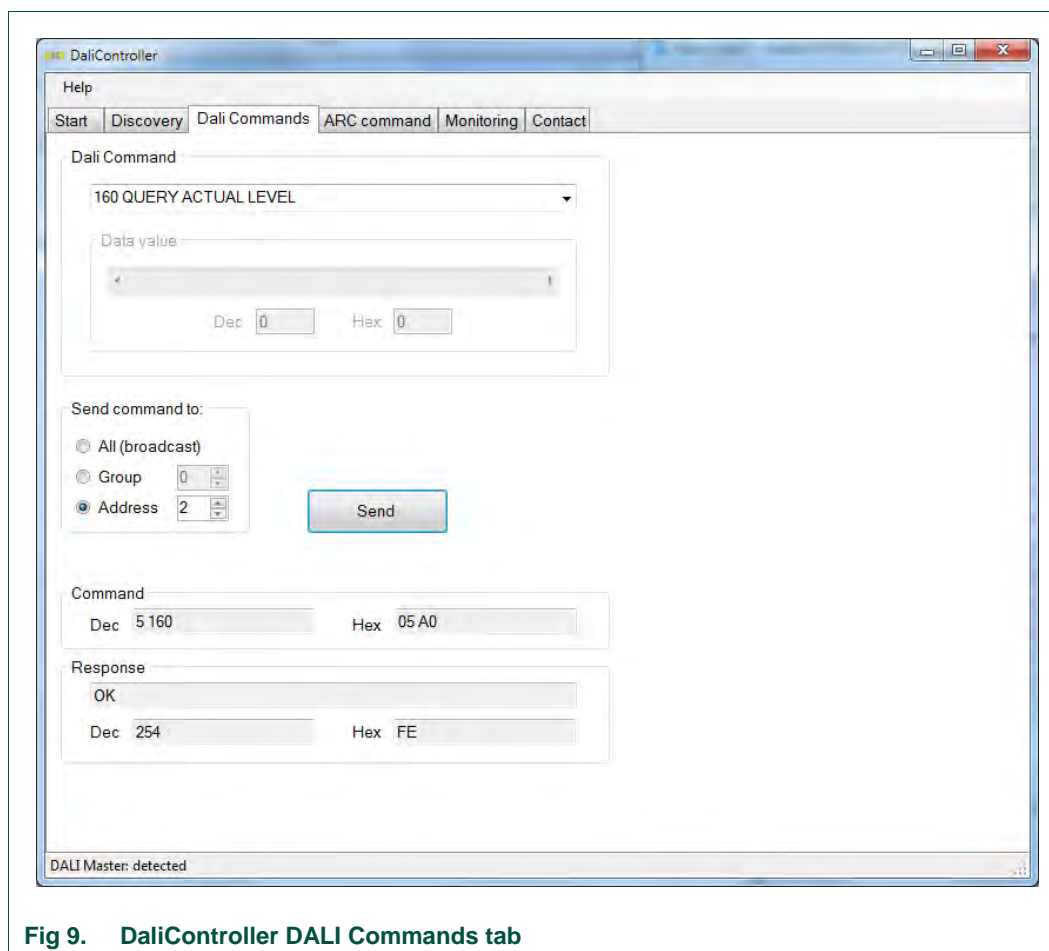 DaliController
Help
Start Discovery Dali Commands ARC command Monitoring Contact
Dali Command
160 QUERY ACTUAL LEVEL
Data value
Dec 0 Hex 0
Send command to:
All (broadcast)
Group 0
Address 2
Send
Command
Dec 5 160 Hex 05 A0
Response
OK
Dec 254 Hex FE
DALI Master: detected
Fig 9. DaliController DALI Commands tab